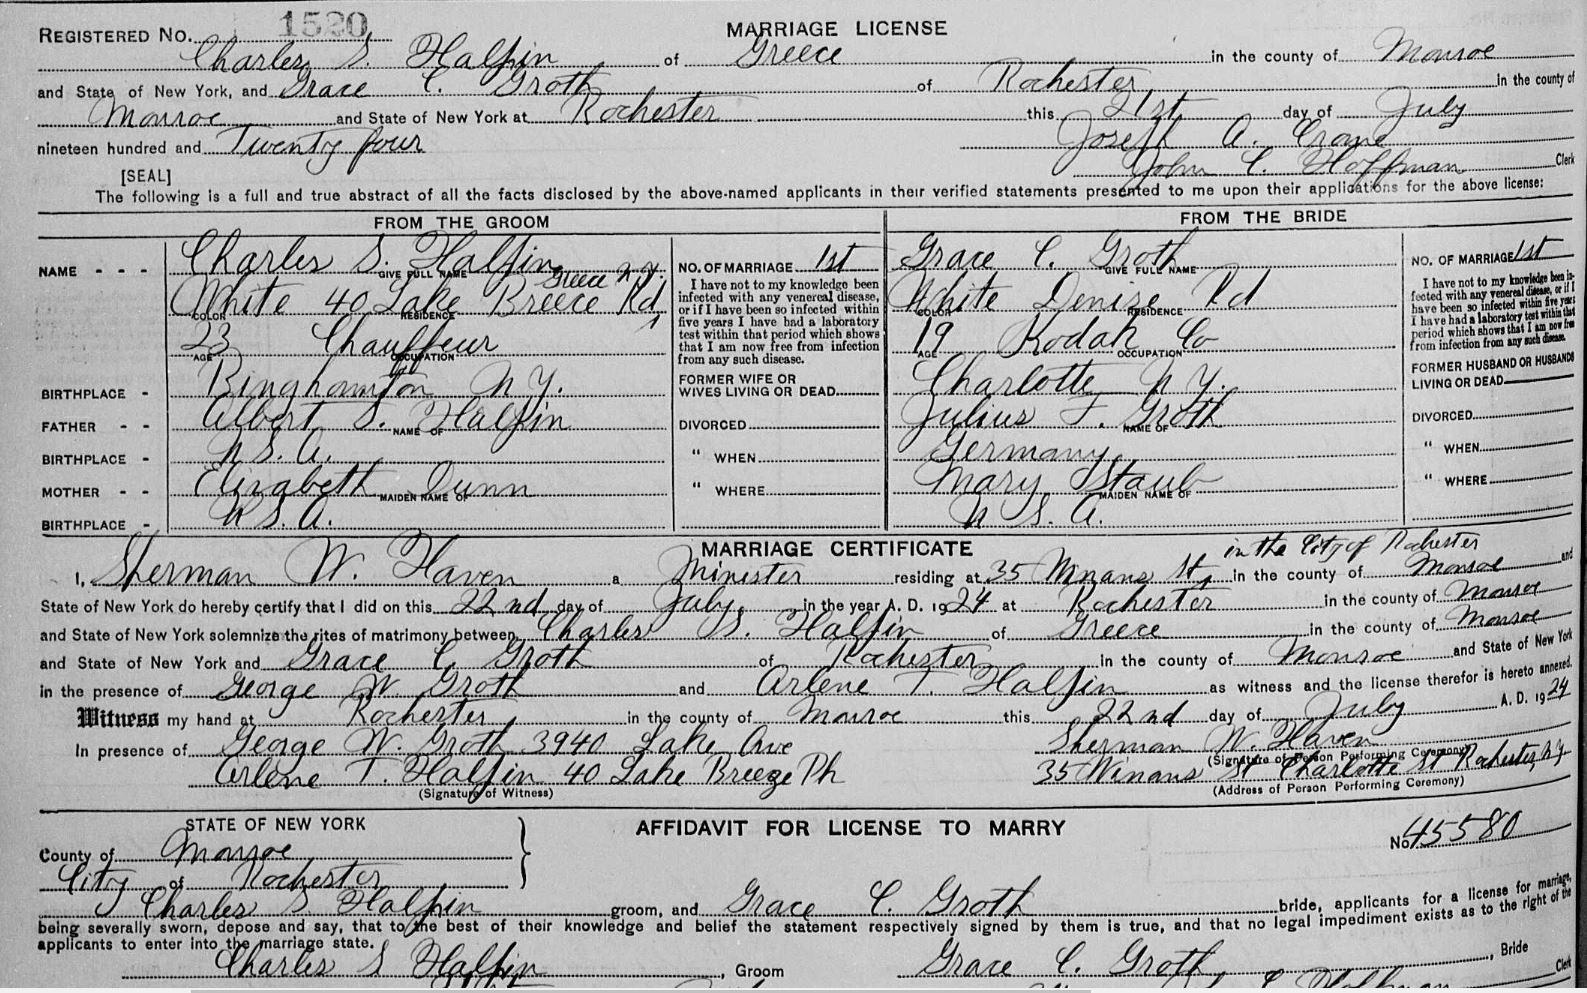 REGISTERED NO. 1520 MARRIAGE LICENSE
Charles S. Halpin of Greece in the county of Monroe
and State of New York, and Grace C. Groth of Rochester in the county of
Monroe and State of New York at Rochester this 21st day of July
nineteen hundred and Twenty four Joseph A. Crane
John C. Hoffman Clerk
[SEAL]
The following is a full and true abstract of all the facts disclosed by the above-named applicants in their verified statements presented to me upon their applications for the above license:
FROM THE GROOM FROM THE BRIDE
NAME - - - Charles S. Halpin GIVE FULL NAME NO. OF MARRIAGE 1st Grace C. Groth GIVE FULL NAME NO. OF MARRIAGE 1st
Greece N.Y.
White 40 Lake Breece Rd COLOR RESIDENCE White Denise Rd COLOR RESIDENCE
I have not to my knowledge been infected with any venereal disease, or if I have been so infected within five years I have had a laboratory test within that period which shows that I am now free from infection from any such disease.
I have not to my knowledge been in-fected with any venereal disease, or if I have been so infected within five years I have had a laboratory test within that period which shows that I am now free from infection from any such disease.
23 Chauffeur AGE OCCUPATION 19 Kodak Co AGE OCCUPATION
BIRTHPLACE - Binghamton N.Y. FORMER WIFE OR WIVES LIVING OR DEAD Charlotte N.Y. FORMER HUSBAND OR HUSBANDS LIVING OR DEAD
FATHER - - Albert S. Halpin NAME OF DIVORCED Julius F. Groth NAME OF DIVORCED
BIRTHPLACE - U.S.A. " WHEN Germany " WHEN
MOTHER - - Elizabeth Dunn MAIDEN NAME OF " WHERE Mary Staub MAIDEN NAME OF " WHERE
BIRTHPLACE - U.S.A. U.S.A.
MARRIAGE CERTIFICATE in the City of Rochester
I, Sherman W. Haven a Minister residing at 35 Winans St, in the county of Monroe and
State of New York do hereby certify that I did on this 22nd day of July, in the year A. D. 1924 at Rochester in the county of Monroe
and State of New York solemnize the rites of matrimony between Charles S. Halpin of Greece in the county of Monroe
and State of New York and Grace C. Groth of Rochester in the county of Monroe and State of New York
in the presence of George W. Groth and Arlene T. Halpin as witness and the license therefor is hereto annexed.
Witness my hand at Rochester in the county of Monroe this 22nd day of July A. D. 1924
In presence of George W. Groth 3940 Lake Ave Sherman W. Haven
(Signature of Person Performing Ceremony)
Arlene T. Halpin 40 Lake Breeze Pk 35 Winans St Charlotte St Rochester, N.Y.
(Signature of Witness) (Address of Person Performing Ceremony)
STATE OF NEW YORK AFFIDAVIT FOR LICENSE TO MARRY No. 45580
County of Monroe
City of Rochester
Charles S Halpin groom, and Grace C. Groth bride, applicants for a license for marriage,
being severally sworn, depose and say, that to the best of their knowledge and belief the statement respectively signed by them is true, and that no legal impediment exists as to the right of the
applicants to enter into the marriage state.
Charles S Halpin, Groom Grace C. Groth, Bride
Clerk